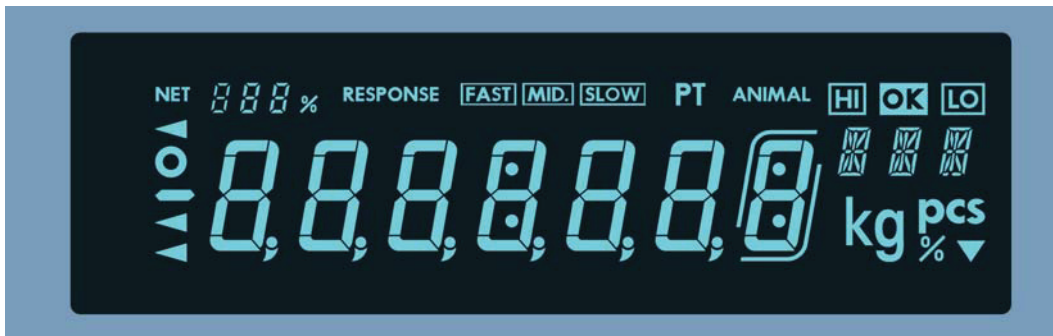 NET 888% RESPONSE FAST MID. SLOW PT ANIMAL HI OK LO
8,8,8,8,8,8,8
kg pcs
%